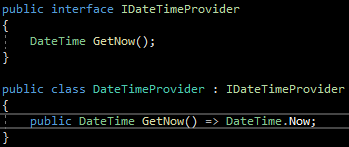 public interface IDateTimeProvider
{
    DateTime GetNow();
}
public class DateTimeProvider : IDateTimeProvider
{
    public DateTime GetNow() => DateTime.Now;
}